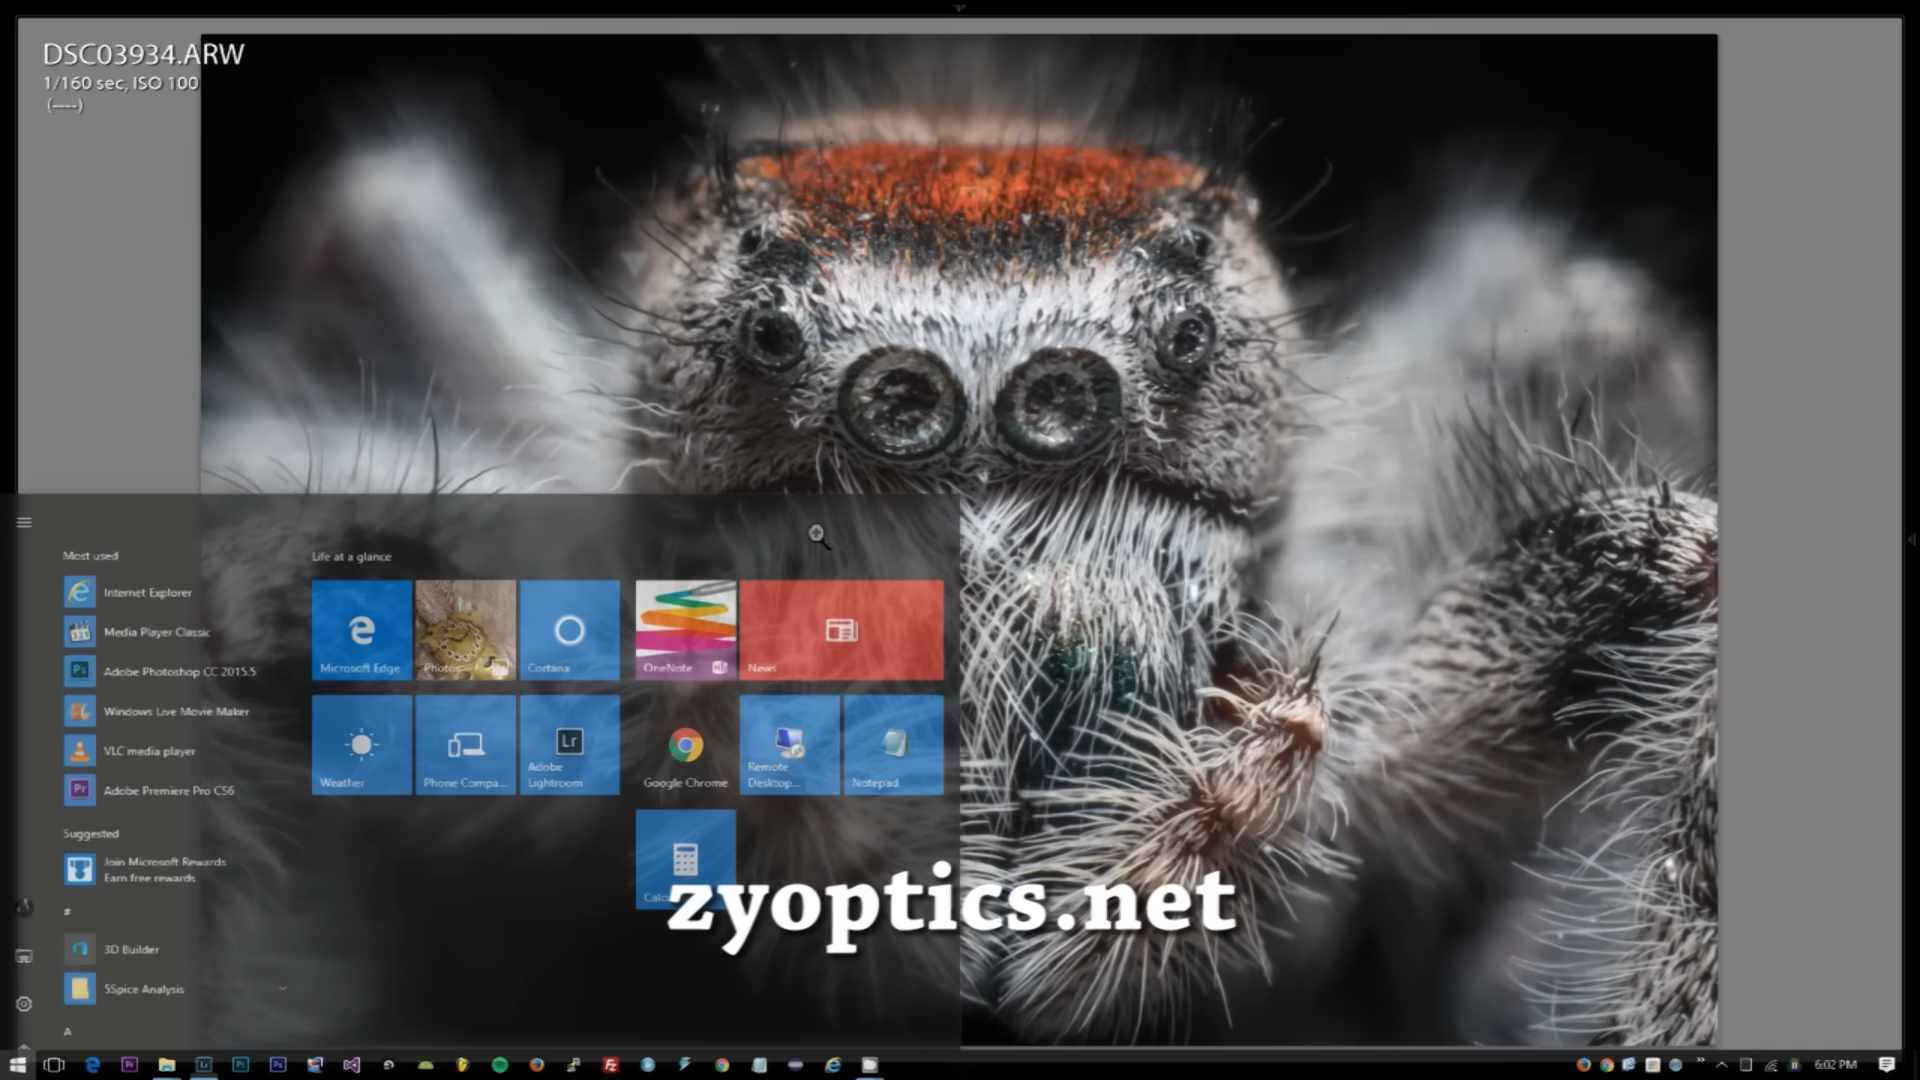 DSC03934.ARW
1/160 sec, ISO 100
(----)
Most used
Internet Explorer
Media Player Classic
Adobe Photoshop CC 2015.5
Windows Live Movie Maker
VLC media player
Adobe Premiere Pro CS6
Suggested
Join Microsoft Rewards
Earn free rewards
#
3D Builder
5Spice Analysis
A
Life at a glance
Microsoft Edge
Photos
Cortana
OneNote
News
Weather
Phone Compa...
Lr
Adobe
Lightroom
Google Chrome
Remote
Desktop...
Notepad
zyoptics.net
6:02 PM